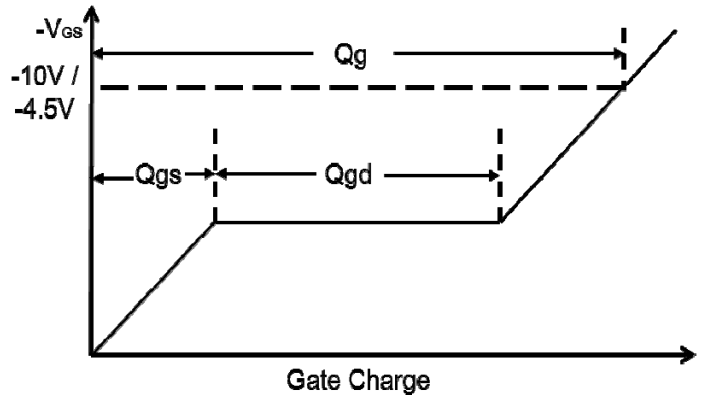 -VGS
Qg
-10V /
-4.5V
Qgs
Qgd
Gate Charge